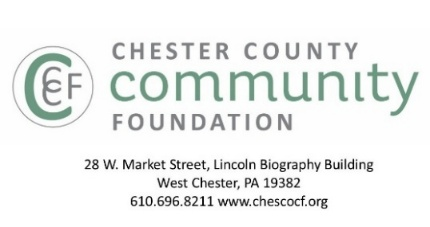 CCCF
CHESTER COUNTY
community
FOUNDATION
28 W. Market Street, Lincoln Biography Building
West Chester, PA 19382
610.696.8211 www.chescocf.org